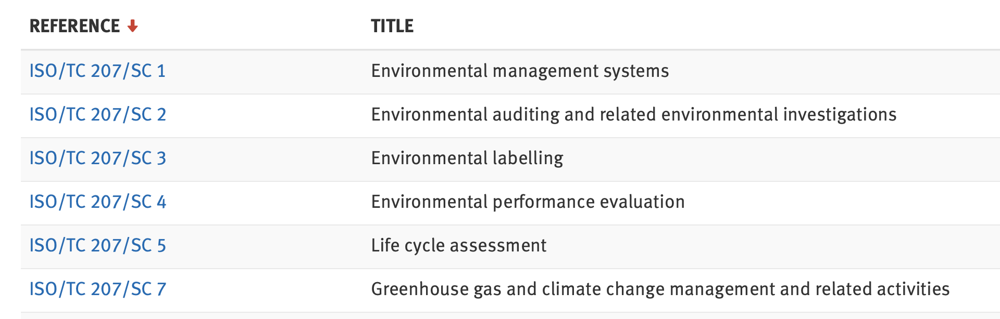 REFERENCE TITLE
ISO/TC 207/SC 1 Environmental management systems
ISO/TC 207/SC 2 Environmental auditing and related environmental investigations
ISO/TC 207/SC 3 Environmental labelling
ISO/TC 207/SC 4 Environmental performance evaluation
ISO/TC 207/SC 5 Life cycle assessment
ISO/TC 207/SC 7 Greenhouse gas and climate change management and related activities